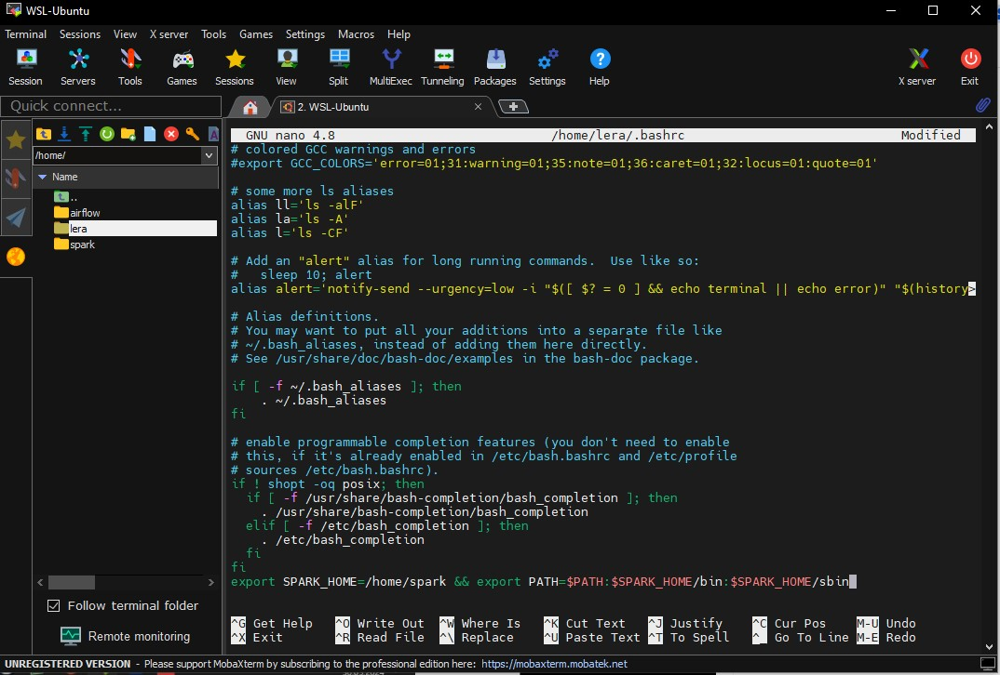 WSL-Ubuntu
Terminal Sessions View X server Tools Games Settings Macros Help
Session Servers Tools Games Sessions View Split MultiExec Tunneling Packages Settings Help X server Exit
Quick connect...
2. WSL-Ubuntu
/home/
Name
..
airflow
lera
spark
GNU nano 4.8 /home/lera/.bashrc Modified
# colored GCC warnings and errors
#export GCC_COLORS='error=01;31:warning=01;35:note=01;36:caret=01;32:locus=01:quote=01'
# some more ls aliases
alias ll='ls -alF'
alias la='ls -A'
alias l='ls -CF'
# Add an "alert" alias for long running commands.  Use like so:
#   sleep 10; alert
alias alert='notify-send --urgency=low -i "$([ $? = 0 ] && echo terminal || echo error)" "$(history>
# Alias definitions.
# You may want to put all your additions into a separate file like
# ~/.bash_aliases, instead of adding them here directly.
# See /usr/share/doc/bash-doc/examples in the bash-doc package.
if [ -f ~/.bash_aliases ]; then
    . ~/.bash_aliases
fi
# enable programmable completion features (you don't need to enable
# this, if it's already enabled in /etc/bash.bashrc and /etc/profile
# sources /etc/bash.bashrc).
if ! shopt -oq posix; then
  if [ -f /usr/share/bash-completion/bash_completion ]; then
    . /usr/share/bash-completion/bash_completion
  elif [ -f /etc/bash_completion ]; then
    . /etc/bash_completion
  fi
fi
export SPARK_HOME=/home/spark && export PATH=$PATH:$SPARK_HOME/bin:$SPARK_HOME/sbin
^G Get Help ^O Write Out ^W Where Is ^K Cut Text ^J Justify ^C Cur Pos M-U Undo
^X Exit ^R Read File ^\ Replace ^U Paste Text ^T To Spell ^_ Go To Line M-E Redo
Follow terminal folder
Remote monitoring
UNREGISTERED VERSION - Please support MobaXterm by subscribing to the professional edition here: https://mobaxterm.mobatek.net